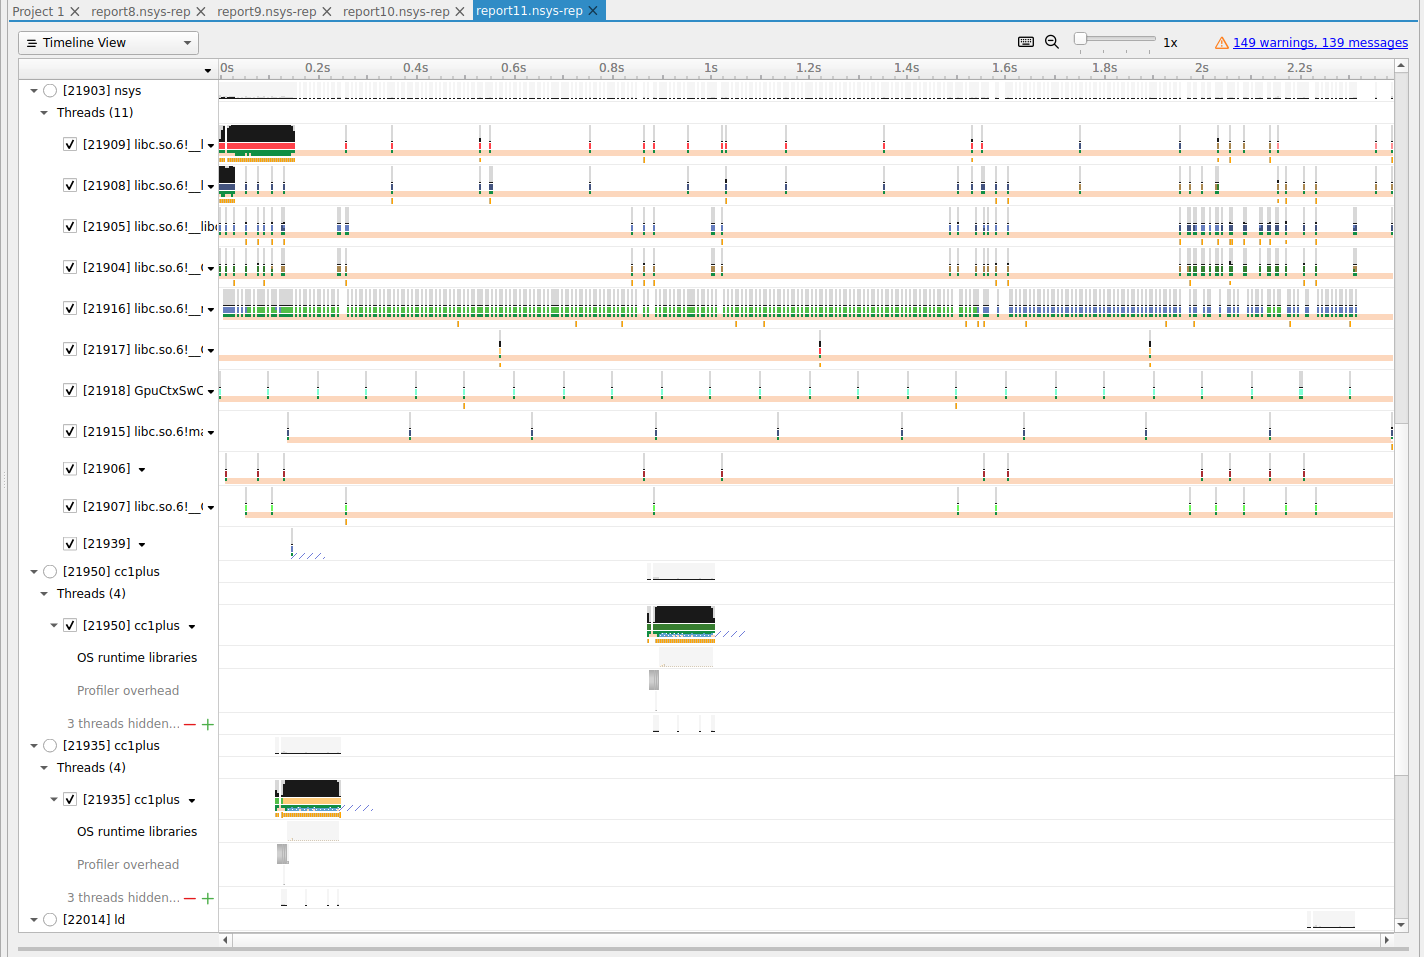 Project 1 report8.nsys-rep report9.nsys-rep report10.nsys-rep report11.nsys-rep
Timeline View 1x 149 warnings, 139 messages
0s 0.2s 0.4s 0.6s 0.8s 1s 1.2s 1.4s 1.6s 1.8s 2s 2.2s
[21903] nsys
Threads (11)
[21909] libc.so.6!__l
[21908] libc.so.6!__l
[21905] libc.so.6!__libc
[21904] libc.so.6!__(
[21916] libc.so.6!__r
[21917] libc.so.6!__(
[21918] GpuCtxSwC
[21915] libc.so.6!ma
[21906]
[21907] libc.so.6!__(
[21939]
[21950] cc1plus
Threads (4)
[21950] cc1plus
OS runtime libraries
Profiler overhead
3 threads hidden...
[21935] cc1plus
Threads (4)
[21935] cc1plus
OS runtime libraries
Profiler overhead
3 threads hidden...
[22014] ld